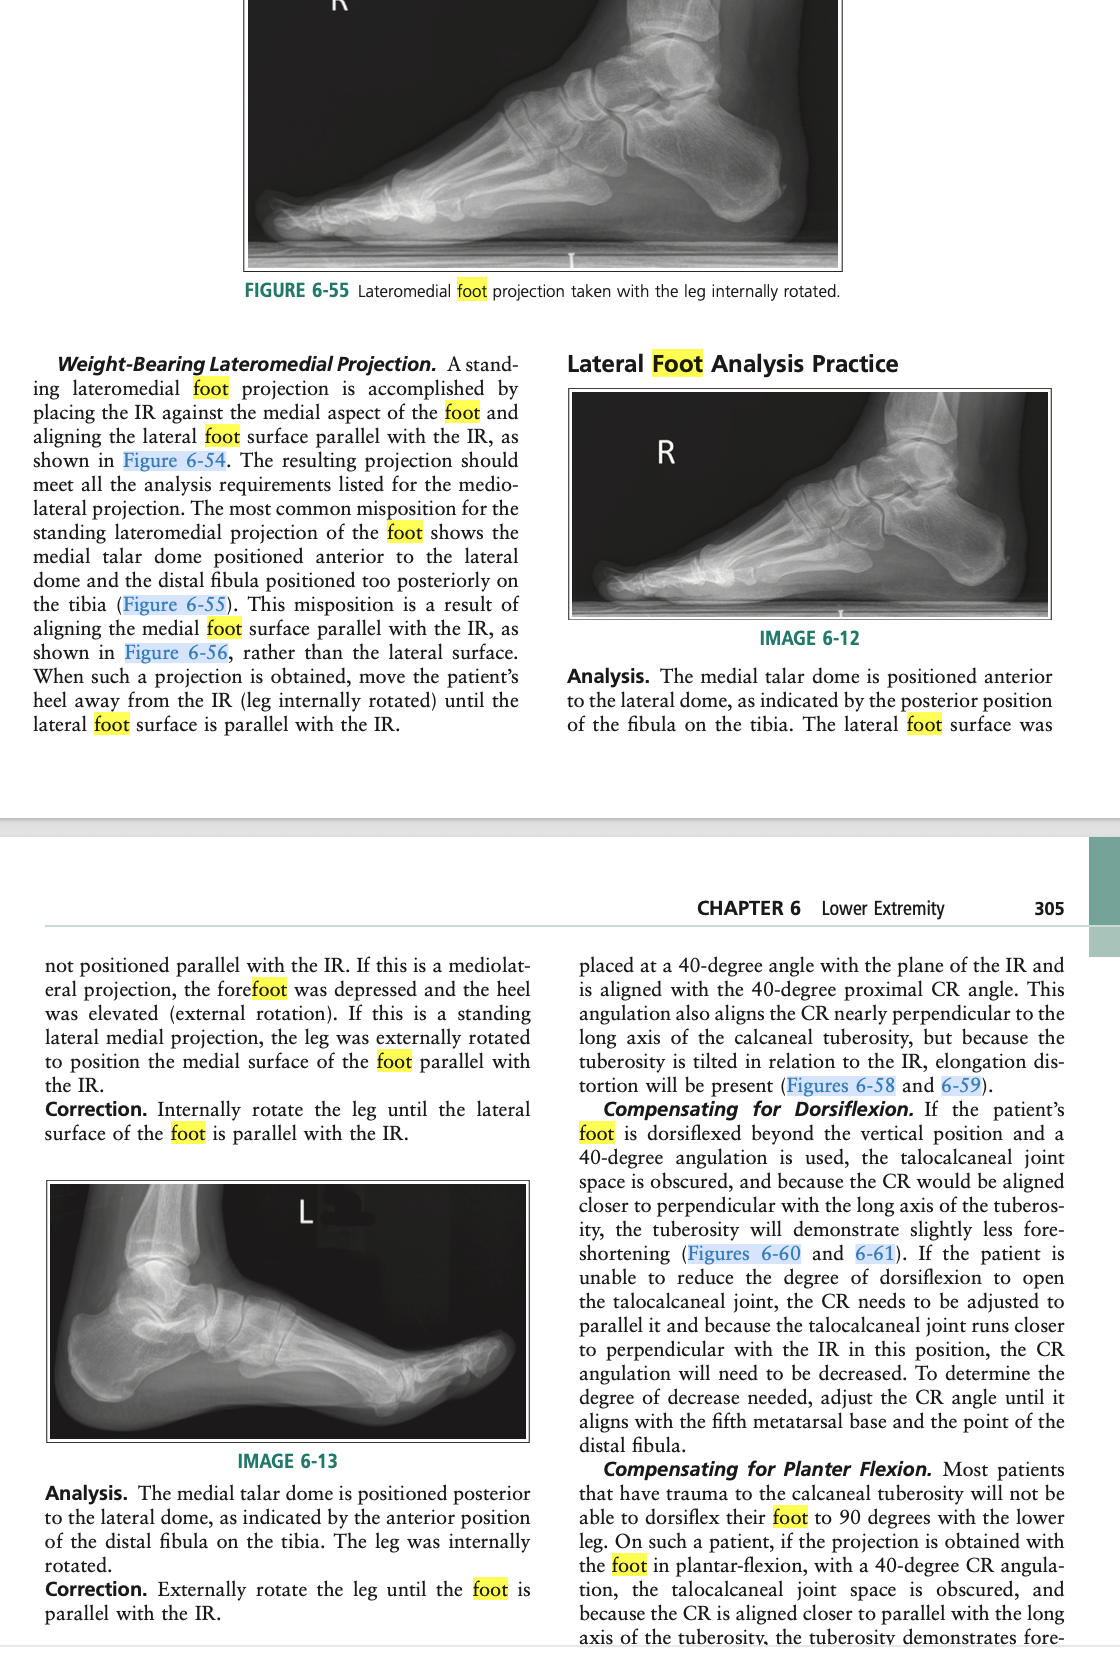 R
FIGURE 6-55 Lateromedial foot projection taken with the leg internally rotated.
Weight-Bearing Lateromedial Projection. A stand-
ing lateromedial foot projection is accomplished by
placing the IR against the medial aspect of the foot and
aligning the lateral foot surface parallel with the IR, as
shown in Figure 6-54. The resulting projection should
meet all the analysis requirements listed for the medio-
lateral projection. The most common misposition for the
standing lateromedial projection of the foot shows the
medial talar dome positioned anterior to the lateral
dome and the distal fibula positioned too posteriorly on
the tibia (Figure 6-55). This misposition is a result of
aligning the medial foot surface parallel with the IR, as
shown in Figure 6-56, rather than the lateral surface.
When such a projection is obtained, move the patient's
heel away from the IR (leg internally rotated) until the
lateral foot surface is parallel with the IR.
Lateral Foot Analysis Practice
R
IMAGE 6-12
Analysis. The medial talar dome is positioned anterior
to the lateral dome, as indicated by the posterior position
of the fibula on the tibia. The lateral foot surface was
CHAPTER 6 Lower Extremity 305
not positioned parallel with the IR. If this is a mediolat-
eral projection, the forefoot was depressed and the heel
was elevated (external rotation). If this is a standing
lateral medial projection, the leg was externally rotated
to position the medial surface of the foot parallel with
the IR.
Correction. Internally rotate the leg until the lateral
surface of the foot is parallel with the IR.
L
IMAGE 6-13
Analysis. The medial talar dome is positioned posterior
to the lateral dome, as indicated by the anterior position
of the distal fibula on the tibia. The leg was internally
rotated.
Correction. Externally rotate the leg until the foot is
parallel with the IR.
placed at a 40-degree angle with the plane of the IR and
is aligned with the 40-degree proximal CR angle. This
angulation also aligns the CR nearly perpendicular to the
long axis of the calcaneal tuberosity, but because the
tuberosity is tilted in relation to the IR, elongation dis-
tortion will be present (Figures 6-58 and 6-59).
Compensating for Dorsiflexion. If the patient's
foot is dorsiflexed beyond the vertical position and a
40-degree angulation is used, the talocalcaneal joint
space is obscured, and because the CR would be aligned
closer to perpendicular with the long axis of the tuberos-
ity, the tuberosity will demonstrate slightly less fore-
shortening (Figures 6-60 and 6-61). If the patient is
unable to reduce the degree of dorsiflexion to open
the talocalcaneal joint, the CR needs to be adjusted to
parallel it and because the talocalcaneal joint runs closer
to perpendicular with the IR in this position, the CR
angulation will need to be decreased. To determine the
degree of decrease needed, adjust the CR angle until it
aligns with the fifth metatarsal base and the point of the
distal fibula.
Compensating for Planter Flexion. Most patients
that have trauma to the calcaneal tuberosity will not be
able to dorsiflex their foot to 90 degrees with the lower
leg. On such a patient, if the projection is obtained with
the foot in plantar-flexion, with a 40-degree CR angula-
tion, the talocalcaneal joint space is obscured, and
because the CR is aligned closer to parallel with the long
axis of the tuberosity, the tuberosity demonstrates fore-